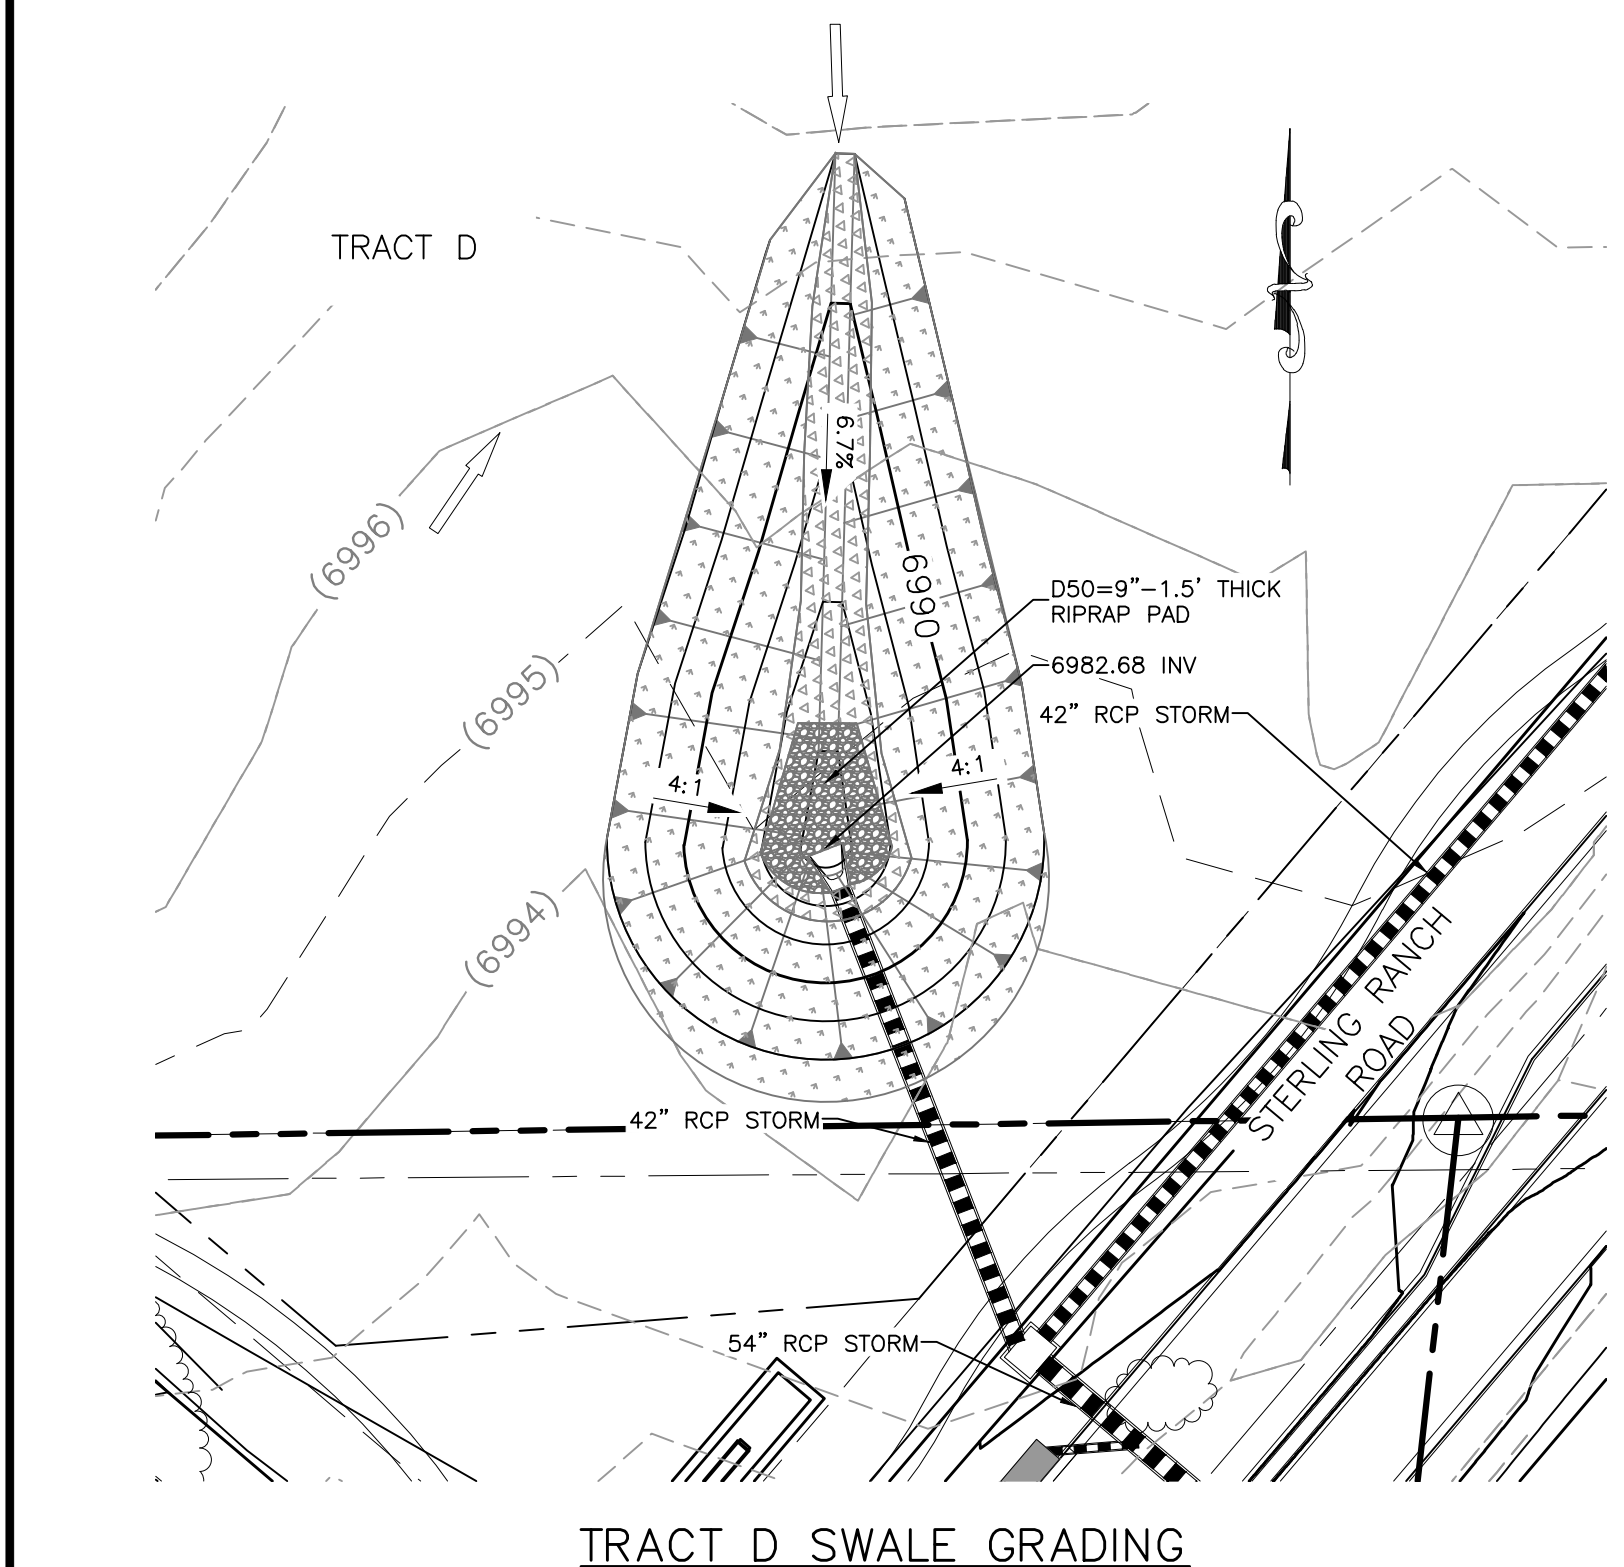 TRACT D
6.7%
(6996)
6990
D50=9"-1.5' THICK
RIPRAP PAD
(6995)
6982.68 INV
42" RCP STORM
4:1
4:1
(6994)
STERLING RANCH
ROAD
42" RCP STORM
54" RCP STORM
TRACT D SWALE GRADING